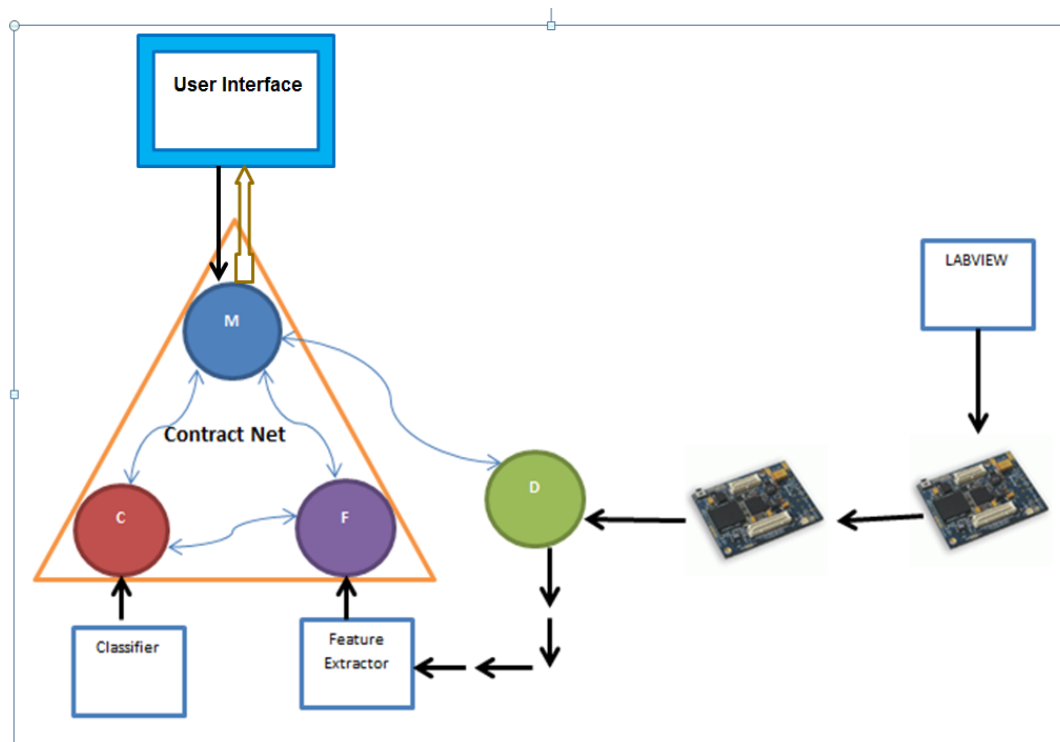 User Interface
LABVIEW
M
Contract Net
D
C
F
Classifier
Feature
Extractor